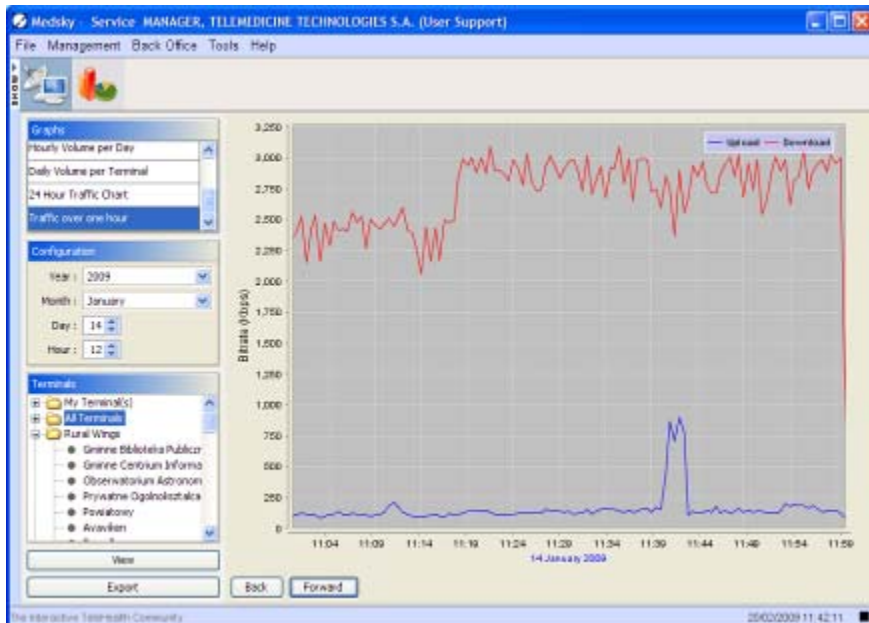 Medsky - Service MANAGER, TELEMEDICINE TECHNOLOGIES S.A. (User Support)
File Management Back Office Tools Help
SHOW
Graphs
Hourly Volume per Day
Daily Volume per Terminal
24 Hour Traffic Chart
Traffic over one hour
Configuration
Year : 2009
Month : January
Day : 14
Hour : 12
Terminals
My Terminal(s)
All Terminals
Rural Wings
Gminne Biblioteka Publiczr
Gminne Centrium Informa
Obserwatorium Astronom
Prywatne Ogolnoksztalca
Powiatowy
Avaviken
View
Export
Upload Download
Bitrate (Kbps)
3,250
3,000
2,750
2,500
2,250
2,000
1,750
1,500
1,250
1,000
750
500
250
0
11:04 11:09 11:14 11:19 11:24 11:29 11:34 11:39 11:44 11:49 11:54 11:59
14 January 2009
Back Forward
The Interactive TeleHealth Community
25/02/2009 11:42:11